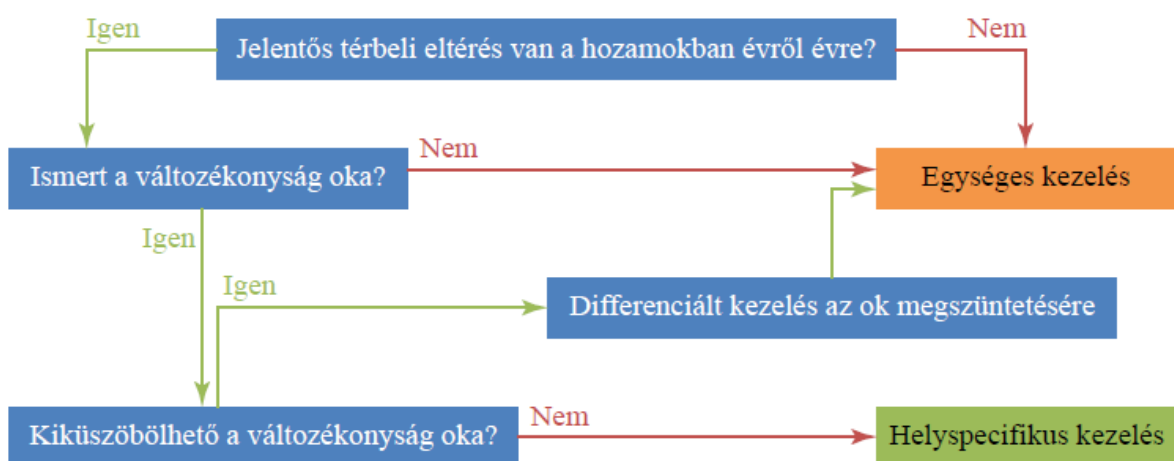 Igen
Jelentős térbeli eltérés van a hozamokban évről évre?
Nem
Ismert a változékonyság oka?
Nem
Egységes kezelés
Igen
Igen
Differenciált kezelés az ok megszüntetésére
Kiküszöbölhető a változékonyság oka?
Nem
Helyspecifikus kezelés